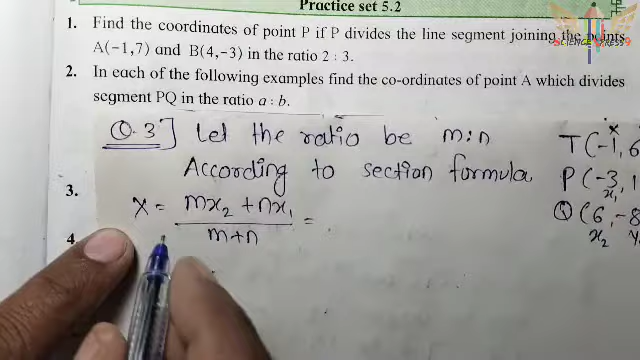 Practice set 5.2
1. Find the coordinates of point P if P divides the line segment joining the points
A(−1,7) and B(4,−3) in the ratio 2 : 3.
2. In each of the following examples find the co-ordinates of point A which divides
segment PQ in the ratio a : b.
Q.3] Let the ratio be m:n
x
T(-1, 6
According to section formula
P(-3, 1
x₁
3.
x = mx₂ + nx₁ / m+n =
Q(6, -8
x₂
4